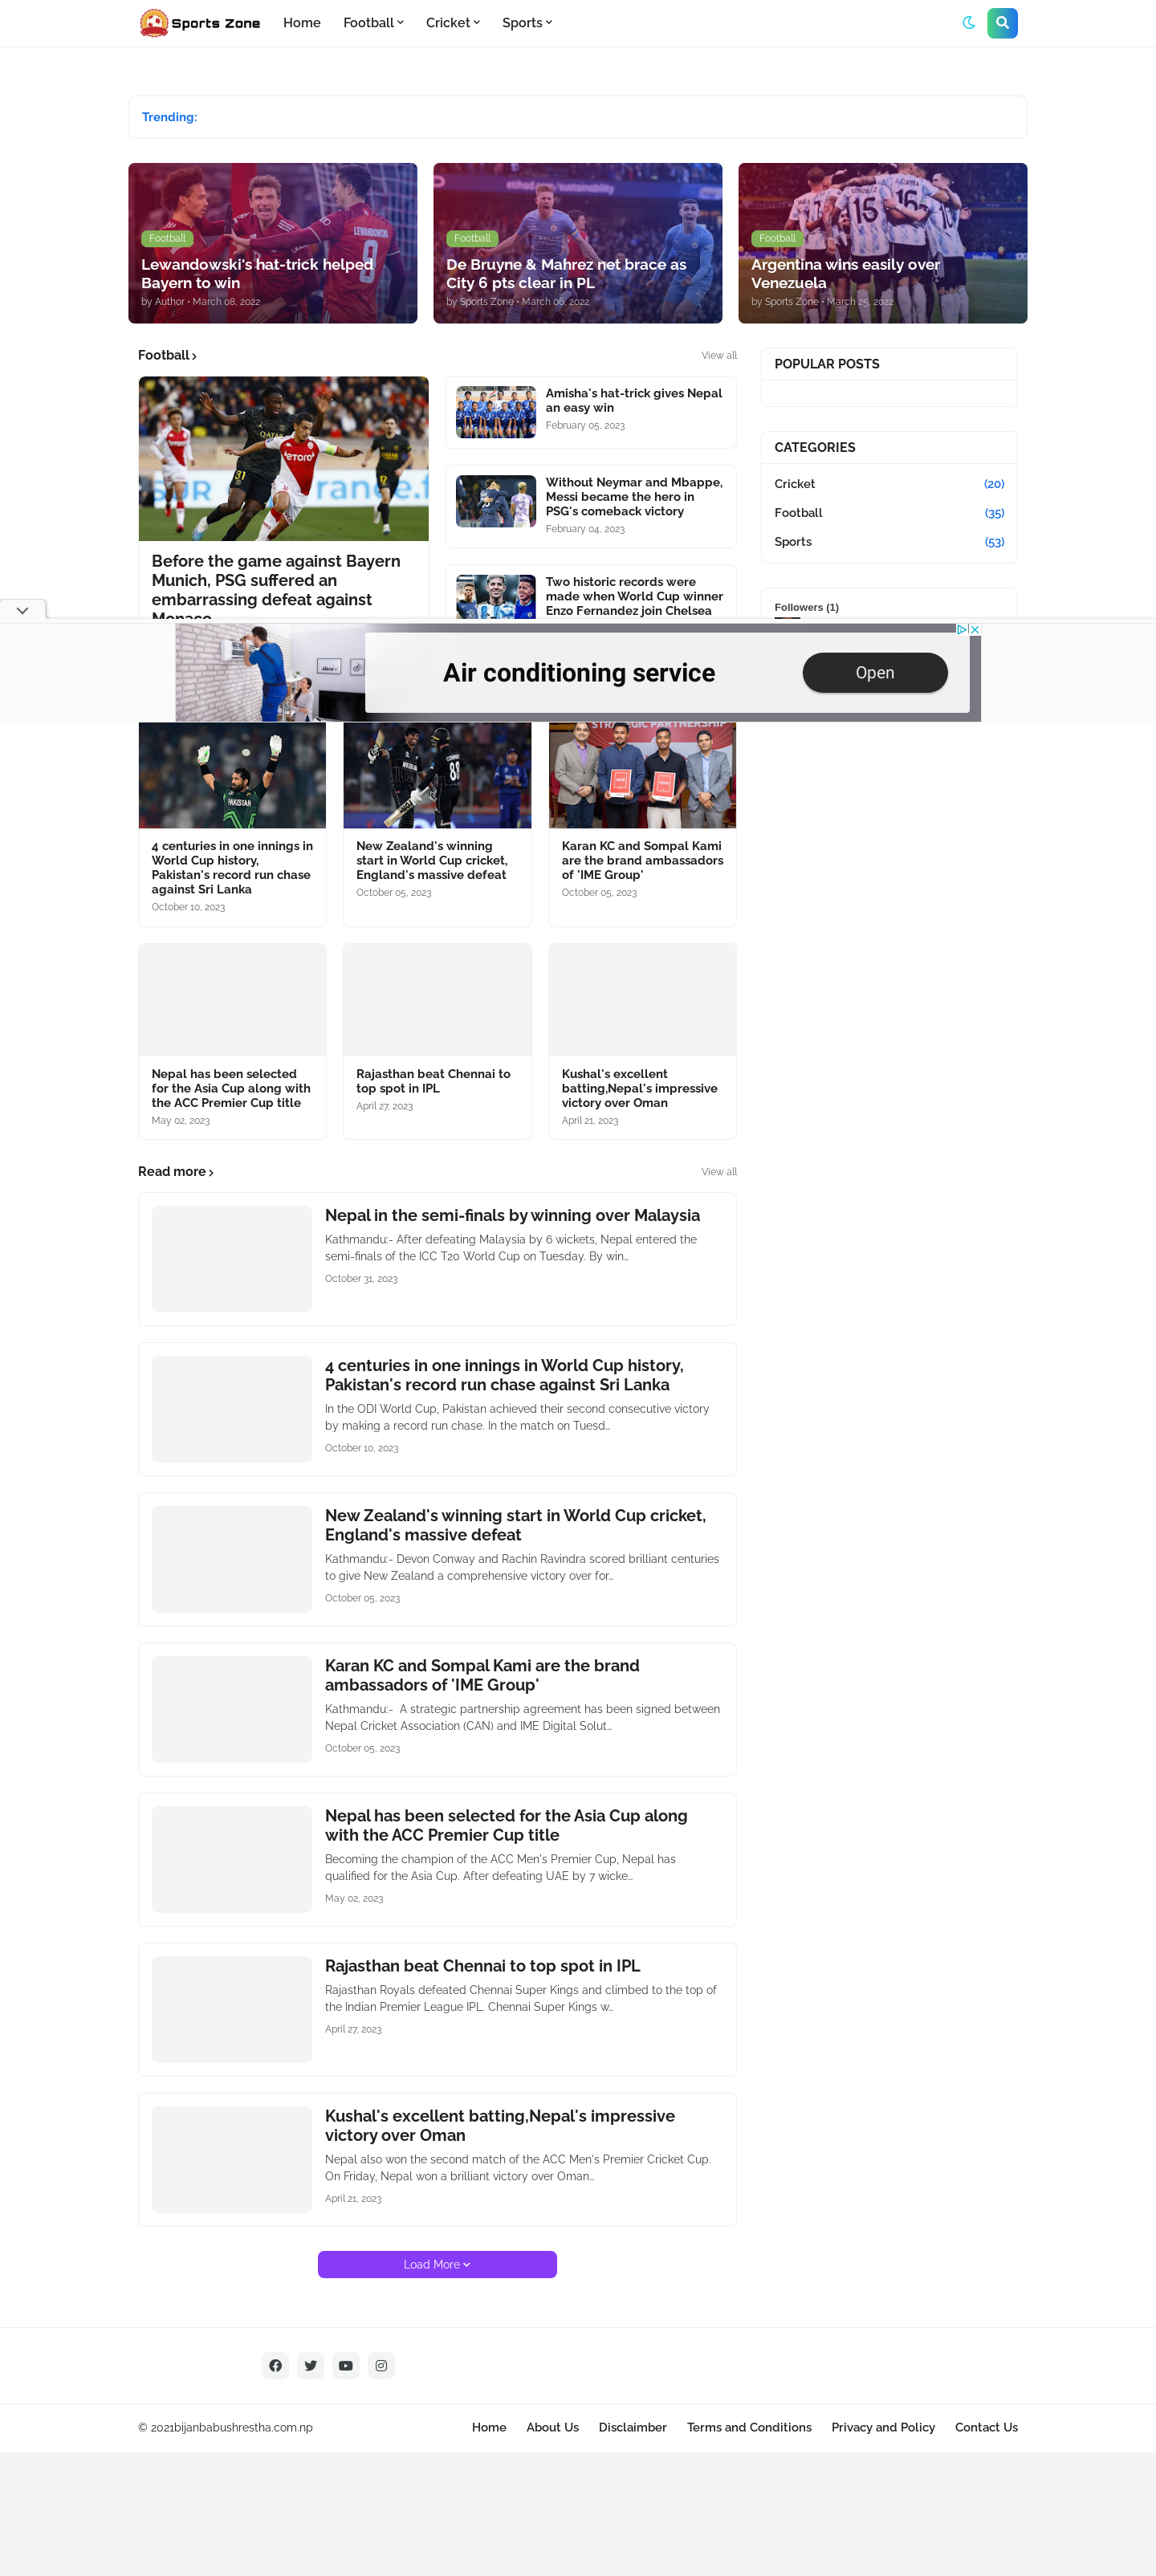 Sports Zone
Home
Football
Cricket
Sports
Trending:
Football
Lewandowski's hat-trick helped
Bayern to win
by Author • March 08, 2022
Football
De Bruyne & Mahrez net brace as
City 6 pts clear in PL
by Sports Zone • March 06, 2022
Football
Argentina wins easily over
Venezuela
by Sports Zone • March 25, 2022
Football
View all
Before the game against Bayern
Munich, PSG suffered an
embarrassing defeat against
Monaco
Amisha's hat-trick gives Nepal
an easy win
February 05, 2023
Without Neymar and Mbappe,
Messi became the hero in
PSG's comeback victory
February 04, 2023
Two historic records were
made when World Cup winner
Enzo Fernandez join Chelsea
POPULAR POSTS
CATEGORIES
Cricket (20)
Football (35)
Sports (53)
Followers (1)
Air conditioning service
Open
STRATEGIC PARTNERSHIP
PAKISTAN
4 centuries in one innings in
World Cup history,
Pakistan's record run chase
against Sri Lanka
October 10, 2023
New Zealand's winning
start in World Cup cricket,
England's massive defeat
October 05, 2023
Karan KC and Sompal Kami
are the brand ambassadors
of 'IME Group'
October 05, 2023
Nepal has been selected
for the Asia Cup along with
the ACC Premier Cup title
May 02, 2023
Rajasthan beat Chennai to
top spot in IPL
April 27, 2023
Kushal's excellent
batting,Nepal's impressive
victory over Oman
April 21, 2023
Read more
View all
Nepal in the semi-finals by winning over Malaysia
Kathmandu:- After defeating Malaysia by 6 wickets, Nepal entered the
semi-finals of the ICC T20 World Cup on Tuesday. By win…
October 31, 2023
4 centuries in one innings in World Cup history,
Pakistan's record run chase against Sri Lanka
In the ODI World Cup, Pakistan achieved their second consecutive victory
by making a record run chase. In the match on Tuesd…
October 10, 2023
New Zealand's winning start in World Cup cricket,
England's massive defeat
Kathmandu:- Devon Conway and Rachin Ravindra scored brilliant centuries
to give New Zealand a comprehensive victory over for…
October 05, 2023
Karan KC and Sompal Kami are the brand
ambassadors of 'IME Group'
Kathmandu:-  A strategic partnership agreement has been signed between
Nepal Cricket Association (CAN) and IME Digital Solut…
October 05, 2023
Nepal has been selected for the Asia Cup along
with the ACC Premier Cup title
Becoming the champion of the ACC Men's Premier Cup, Nepal has
qualified for the Asia Cup. After defeating UAE by 7 wicke…
May 02, 2023
Rajasthan beat Chennai to top spot in IPL
Rajasthan Royals defeated Chennai Super Kings and climbed to the top of
the Indian Premier League IPL. Chennai Super Kings w…
April 27, 2023
Kushal's excellent batting,Nepal's impressive
victory over Oman
Nepal also won the second match of the ACC Men's Premier Cricket Cup.
On Friday, Nepal won a brilliant victory over Oman…
April 21, 2023
Load More
© 2021bijanbabushrestha.com.np
Home
About Us
Disclaimber
Terms and Conditions
Privacy and Policy
Contact Us